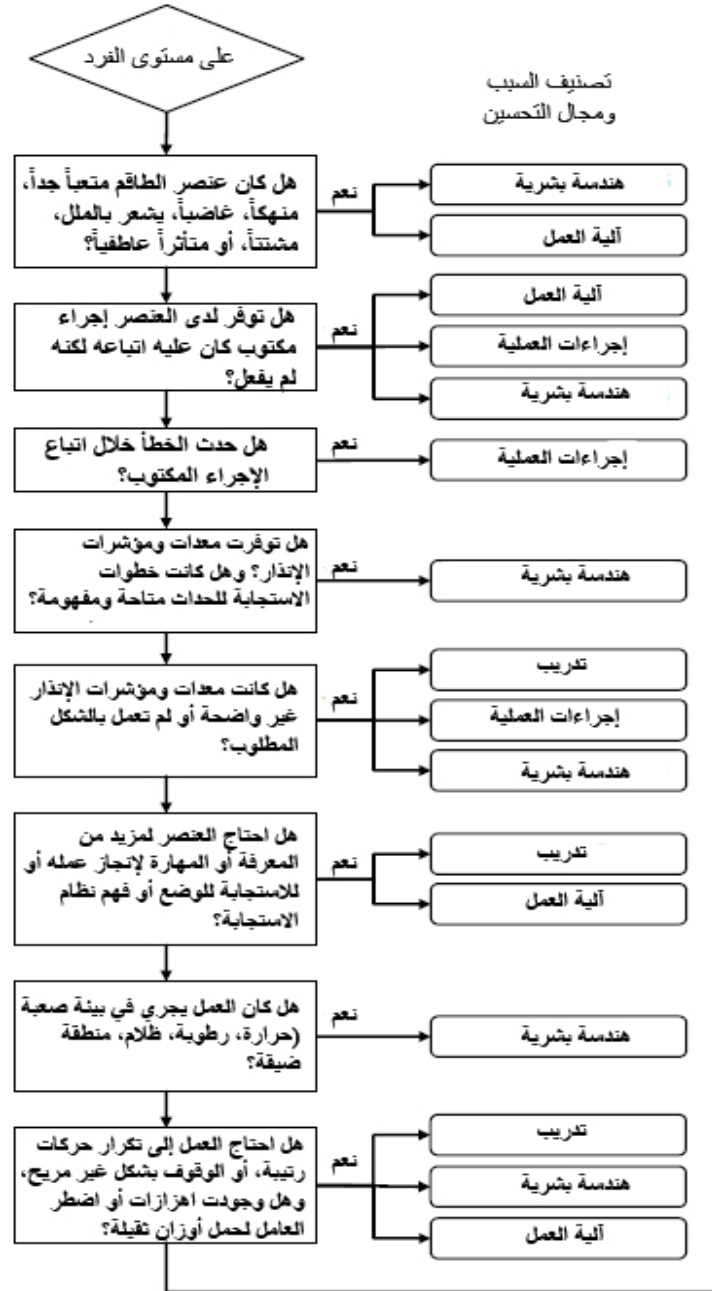 على مستوى الفرد
تصنيف السبب
ومجال التحسين
هل كان عنصر الطاقم متعباً جداً،
منهكاً، غاضباً، يشعر بالملل،
مشتتاً، أو متأثراً عاطفياً؟
نعم
هندسة بشرية
آلية العمل
هل توفر لدى العنصر إجراء
مكتوب كان عليه اتباعه لكنه
لم يفعل؟
نعم
آلية العمل
إجراءات العملية
هندسة بشرية
هل حدث الخطأ خلال اتباع
الإجراء المكتوب؟
نعم
إجراءات العملية
هل توفرت معدات ومؤشرات
الإنذار؟ وهل كانت خطوات
الاستجابة للحداث متاحة ومفهومة؟
نعم
هندسة بشرية
هل كانت معدات ومؤشرات الإنذار
غير واضحة أو لم تعمل بالشكل
المطلوب؟
نعم
تدريب
إجراءات العملية
هندسة بشرية
هل احتاج العنصر لمزيد من
المعرفة أو المهارة لإنجاز عمله أو
للاستجابة للوضع أو فهم نظام
الاستجابة؟
نعم
تدريب
آلية العمل
هل كان العمل يجري في بيئة صعبة
(حرارة، رطوبة، ظلام، منطقة
ضيقة؟
نعم
هندسة بشرية
هل احتاج العمل إلى تكرار حركات
رتيبة، أو الوقوف بشكل غير مريح،
وهل وجودت اهزازات أو اضطر
العامل لحمل أوزان ثقيلة؟
نعم
تدريب
هندسة بشرية
آلية العمل